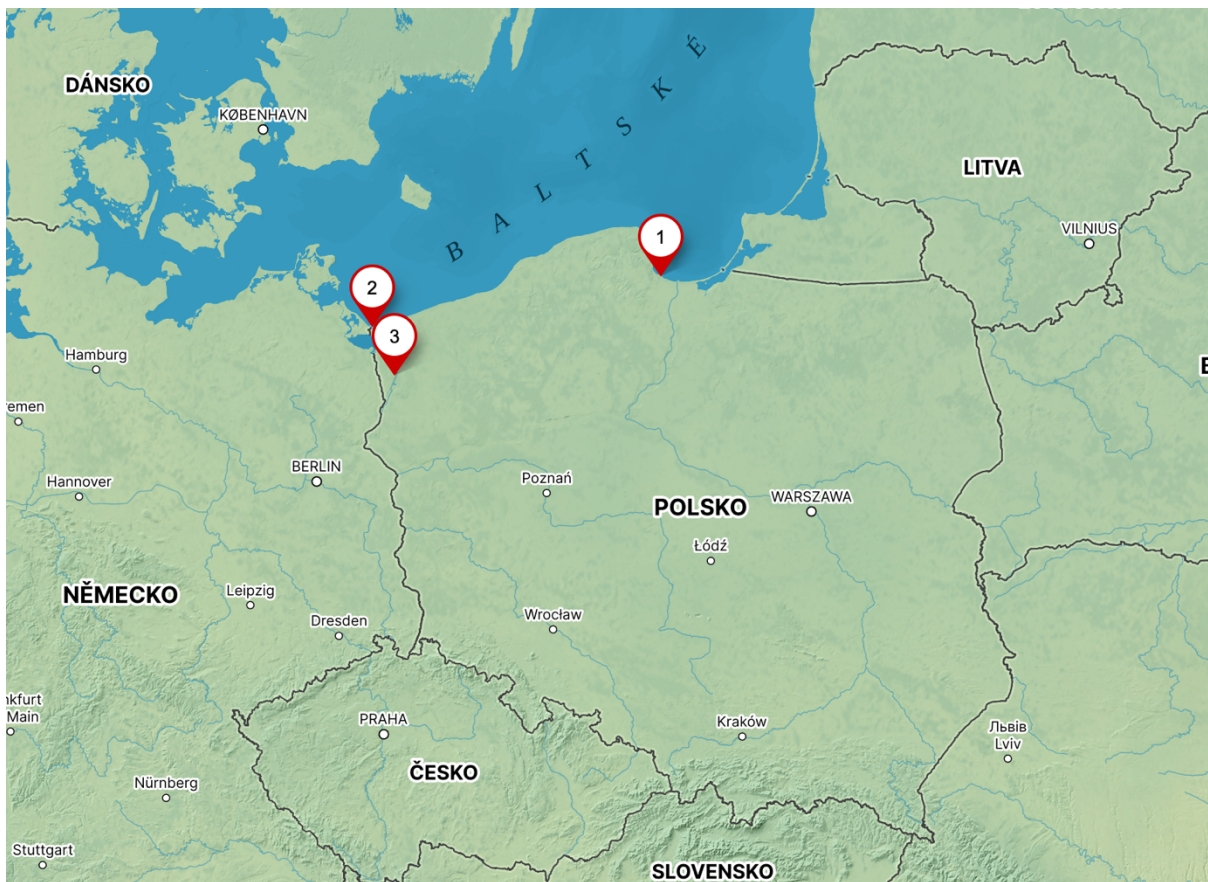 DÁNSKO
KØBENHAVN
BALTSKÉ
LITVA
VILNIUS
1
2
3
Hamburg
BERLIN
Hannover
Poznań
WARSZAWA
POLSKO
Łódź
NĚMECKO
Leipzig
Wrocław
Dresden
PRAHA
Kraków
Львів
Lviv
ČESKO
Nürnberg
Stuttgart
SLOVENSKO